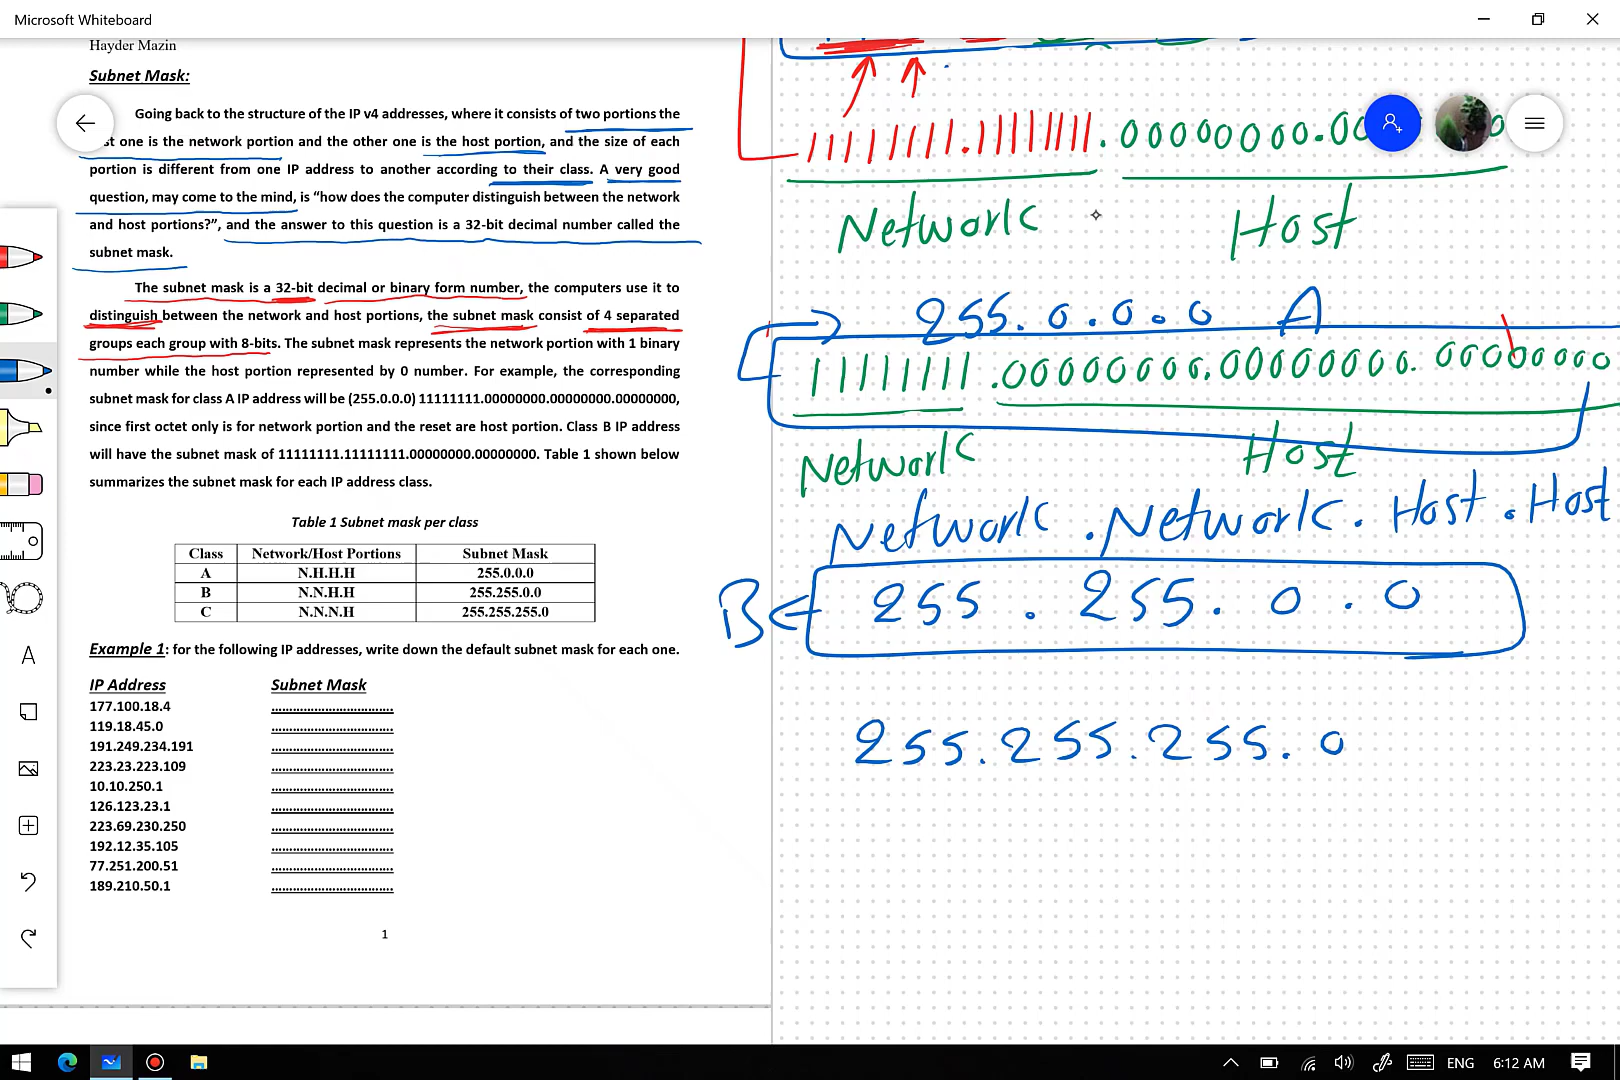 Microsoft Whiteboard
Hayder Mazin
Subnet Mask:
Going back to the structure of the IP v4 addresses, where it consists of two portions the
st one is the network portion and the other one is the host portion, and the size of each
portion is different from one IP address to another according to their class. A very good
question, may come to the mind, is “how does the computer distinguish between the network
and host portions?”, and the answer to this question is a 32-bit decimal number called the
subnet mask.
The subnet mask is a 32-bit decimal or binary form number, the computers use it to
distinguish between the network and host portions, the subnet mask consist of 4 separated
groups each group with 8-bits. The subnet mask represents the network portion with 1 binary
number while the host portion represented by 0 number. For example, the corresponding
subnet mask for class A IP address will be (255.0.0.0) 11111111.00000000.00000000.00000000,
since first octet only is for network portion and the reset are host portion. Class B IP address
will have the subnet mask of 11111111.11111111.00000000.00000000. Table 1 shown below
summarizes the subnet mask for each IP address class.
Table 1 Subnet mask per class
Class Network/Host Portions Subnet Mask
A N.H.H.H 255.0.0.0
B N.N.H.H 255.255.0.0
C N.N.N.H 255.255.255.0
Example 1: for the following IP addresses, write down the default subnet mask for each one.
IP Address Subnet Mask
177.100.18.4 ...................................
119.18.45.0 ...................................
191.249.234.191 ...................................
223.23.223.109 ...................................
10.10.250.1 ...................................
126.123.23.1 ...................................
223.69.230.250 ...................................
192.12.35.105 ...................................
77.251.200.51 ...................................
189.210.50.1 ...................................
1
11111111.11111111.00000000.00 0
Network Host
255.0.0.0 A
11111111.00000000.00000000.00000000
Network Host
Network.Network.Host.Host
B 255.255.0.0
255.255.255.0
A
ENG 6:12 AM